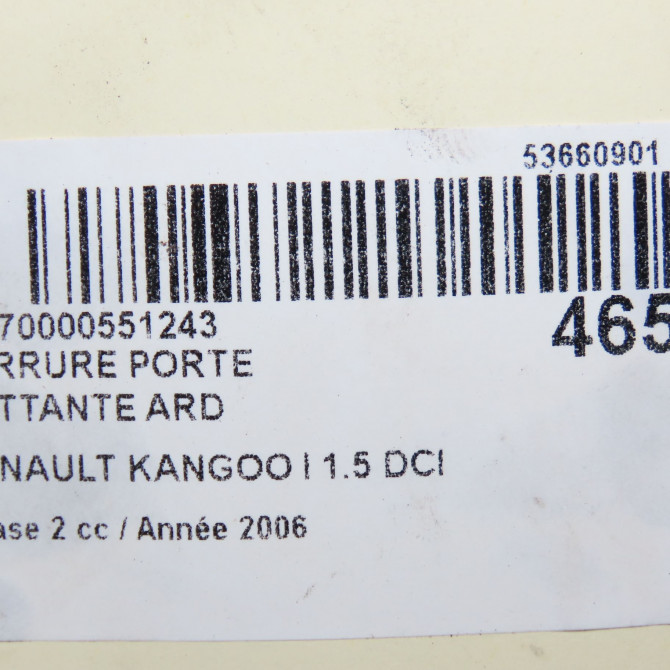 53660901
70000551243
465
RRURE PORTE
TTANTE ARD
NAULT KANGOO I 1.5 DCI
ase 2 cc / Année 2006